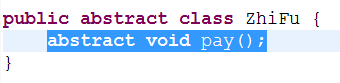 public abstract class ZhiFu {
    abstract void pay();
}